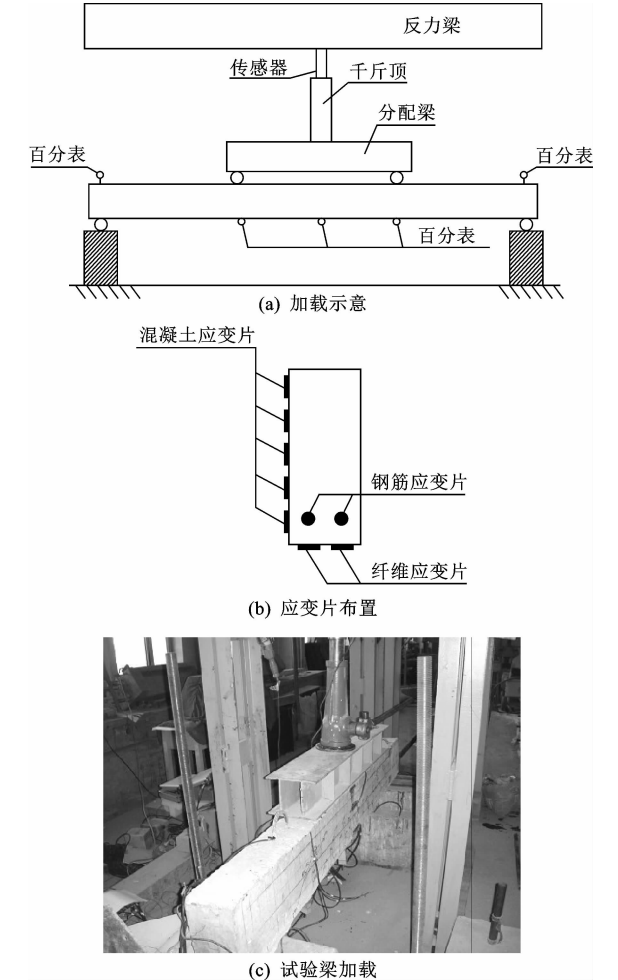 反力梁
传感器
千斤顶
分配梁
百分表
百分表
百分表
(a) 加载示意
混凝土应变片
钢筋应变片
纤维应变片
(b) 应变片布置
(c) 试验梁加载